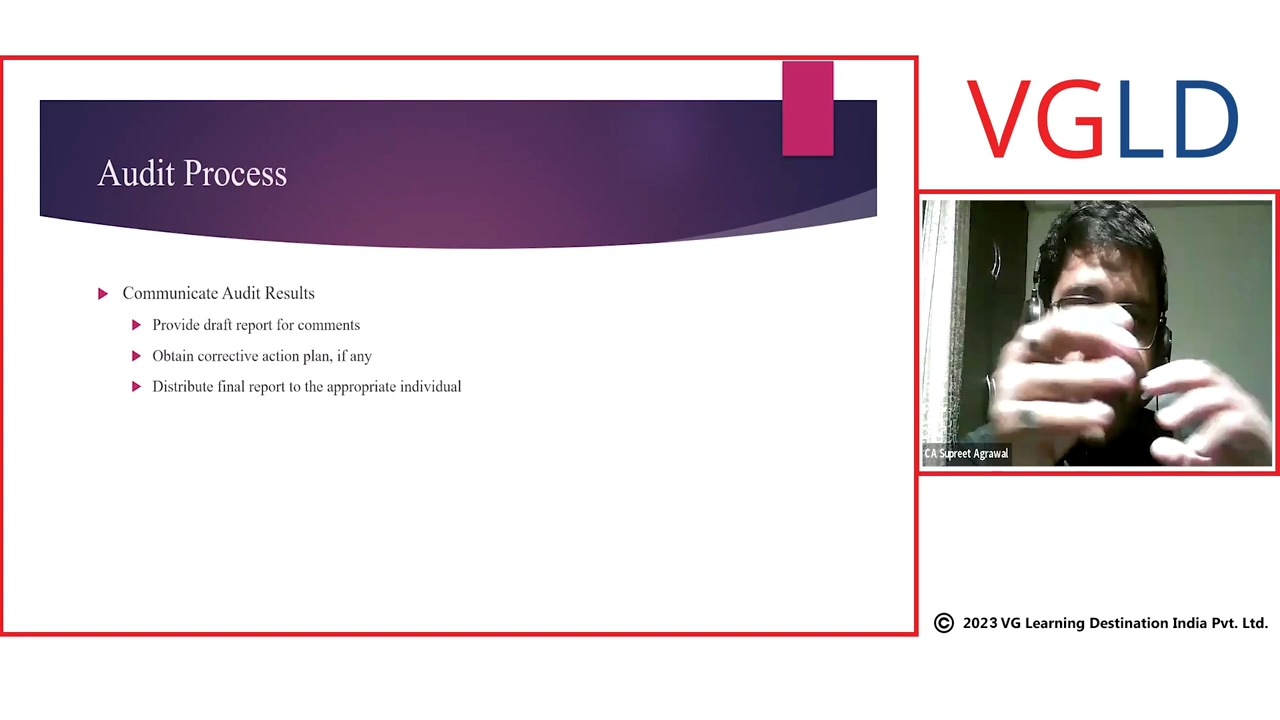 Audit Process
Communicate Audit Results
Provide draft report for comments
Obtain corrective action plan, if any
Distribute final report to the appropriate individual
VGLD
CA Supreet Agrawal
© 2023 VG Learning Destination India Pvt. Ltd.